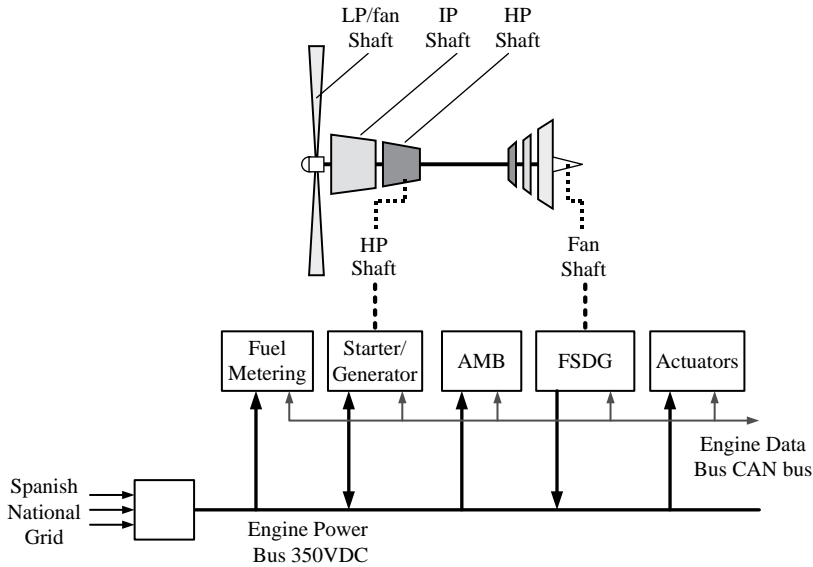 LP/fan
Shaft
IP
Shaft
HP
Shaft
HP
Shaft
Fan
Shaft
Fuel
Metering
Starter/
Generator
AMB
FSDG
Actuators
Engine Data
Bus CAN bus
Spanish
National
Grid
Engine Power
Bus 350VDC